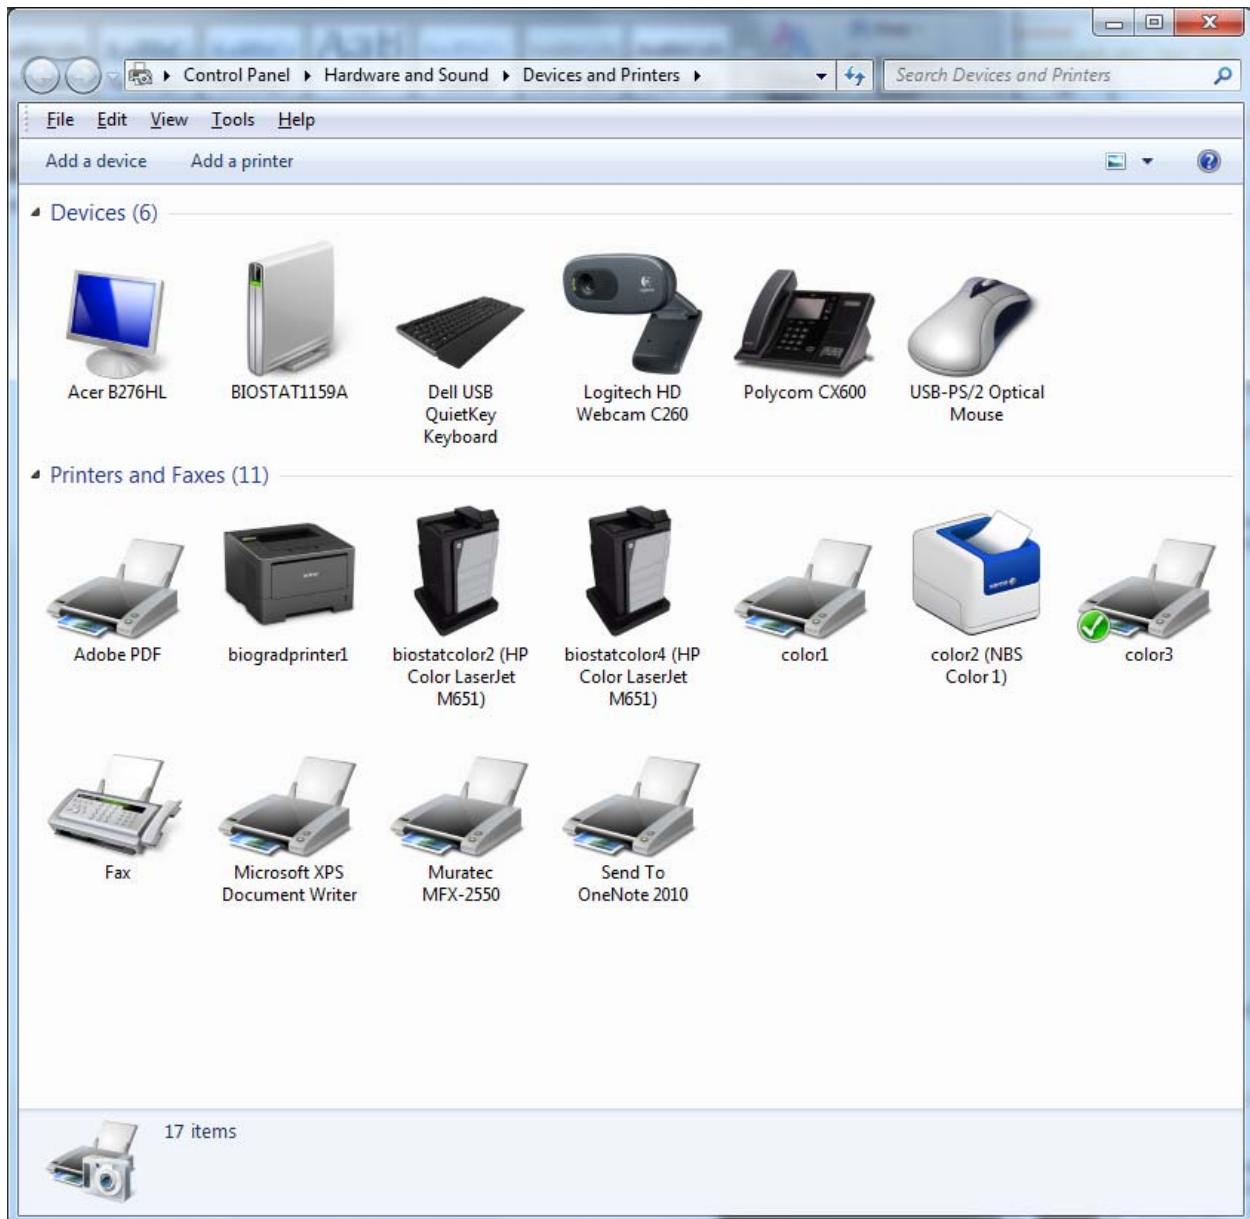 Control Panel ▸ Hardware and Sound ▸ Devices and Printers ▸
Search Devices and Printers
File Edit View Tools Help
Add a device Add a printer
Devices (6)
Acer B276HL
BIOSTAT1159A
Dell USB
QuietKey
Keyboard
Logitech HD
Webcam C260
Polycom CX600
USB-PS/2 Optical
Mouse
Printers and Faxes (11)
Adobe PDF
biogradprinter1
biostatcolor2 (HP
Color LaserJet
M651)
biostatcolor4 (HP
Color LaserJet
M651)
color1
xerox
color2 (NBS
Color 1)
color3
Fax
Microsoft XPS
Document Writer
Muratec
MFX-2550
Send To
OneNote 2010
17 items